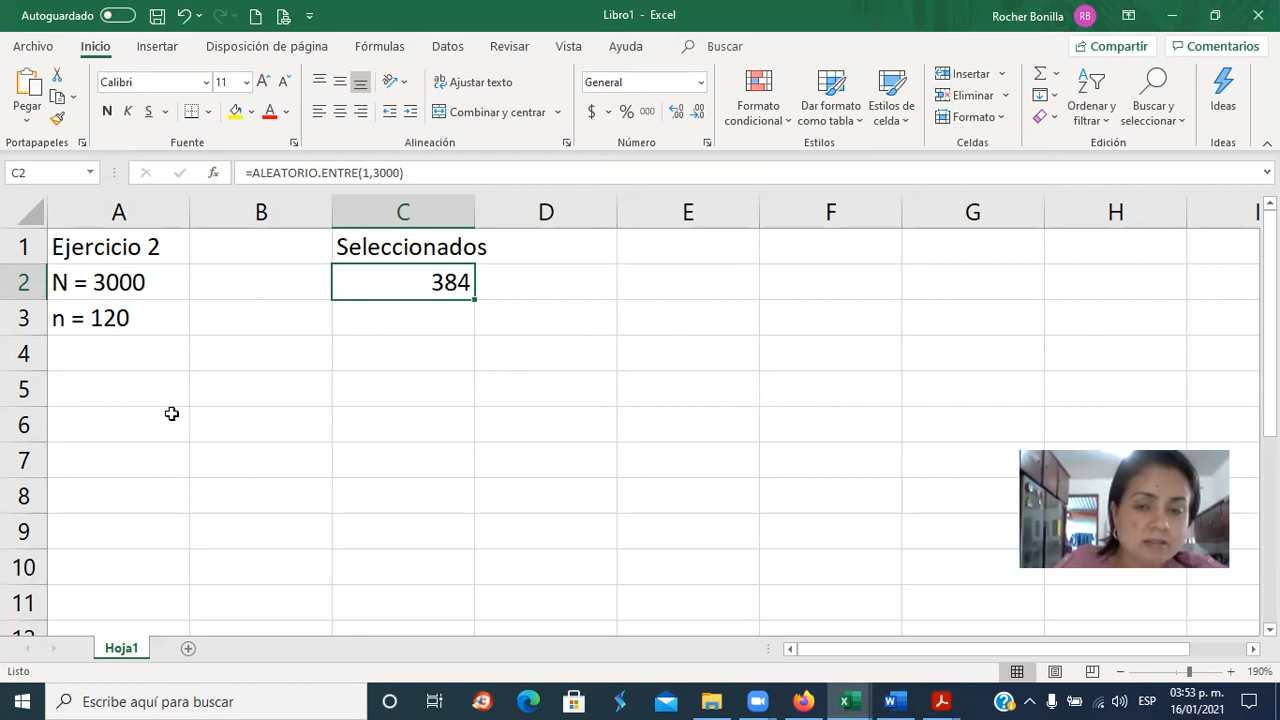 Autoguardado
Libro1 - Excel
Rocher Bonilla
RB
Archivo Inicio Insertar Disposición de página Fórmulas Datos Revisar Vista Ayuda Buscar
Compartir Comentarios
Pegar
Calibri 11
N K S
Ajustar texto
Combinar y centrar
General
$ % 000
Formato condicional
Dar formato como tabla
Estilos de celda
Insertar
Eliminar
Formato
Ordenar y filtrar
Buscar y seleccionar
Ideas
Portapapeles Fuente Alineación Número Estilos Celdas Edición Ideas
C2 fx =ALEATORIO.ENTRE(1,3000)
A B C D E F G H I
1 Ejercicio 2 Seleccionados
2 N = 3000 384
3 n = 120
4
5
6
7
8
9
10
11
12
Hoja1
Listo
190%
Escribe aquí para buscar
ESP
03:53 p. m.
16/01/2021